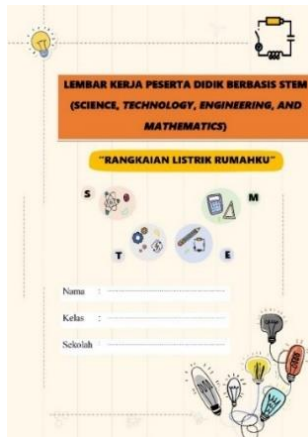 LEMBAR KERJA PESERTA DIDIK BERBASIS STEM
(SCIENCE, TECHNOLOGY, ENGINEERING, AND
MATHEMATICS)
"RANGKAIAN LISTRIK RUMAHKU"
S
M
T
E
Nama :
Kelas :
Sekolah :